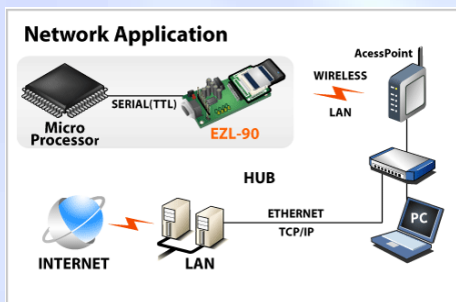 Network Application
AcessPoint
WIRELESS
LAN
SERIAL(TTL)
Micro
Processor
EZL-90
HUB
ETHERNET
TCP/IP
PC
INTERNET
LAN